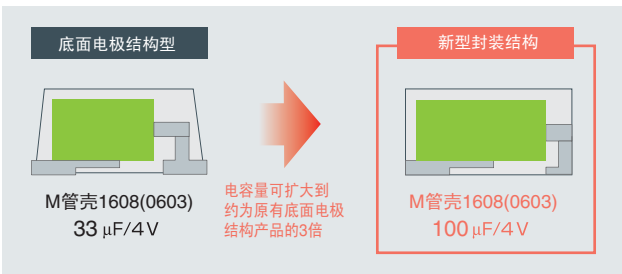 底面电极结构型
新型封装结构
M管壳1608(0603)
33 μF/4V
电容量可扩大到
约为原有底面电极
结构产品的3倍
M管壳1608(0603)
100 μF/4V